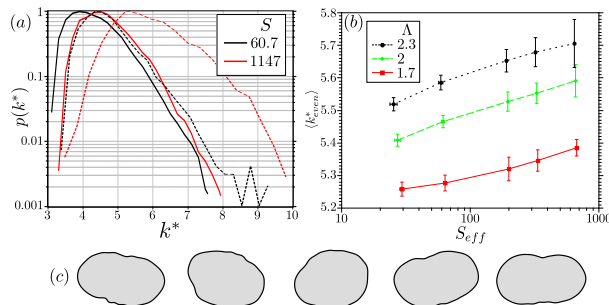 (a)
S
60.7
1147
p(k*)
1
0.1
0.01
0.001
3 4 5 6 7 8 9 10
k*
(b)
Λ
2.3
2
1.7
⟨k*even⟩
5.8
5.7
5.6
5.5
5.4
5.3
5.2
10 100 1000
Seff
(c)